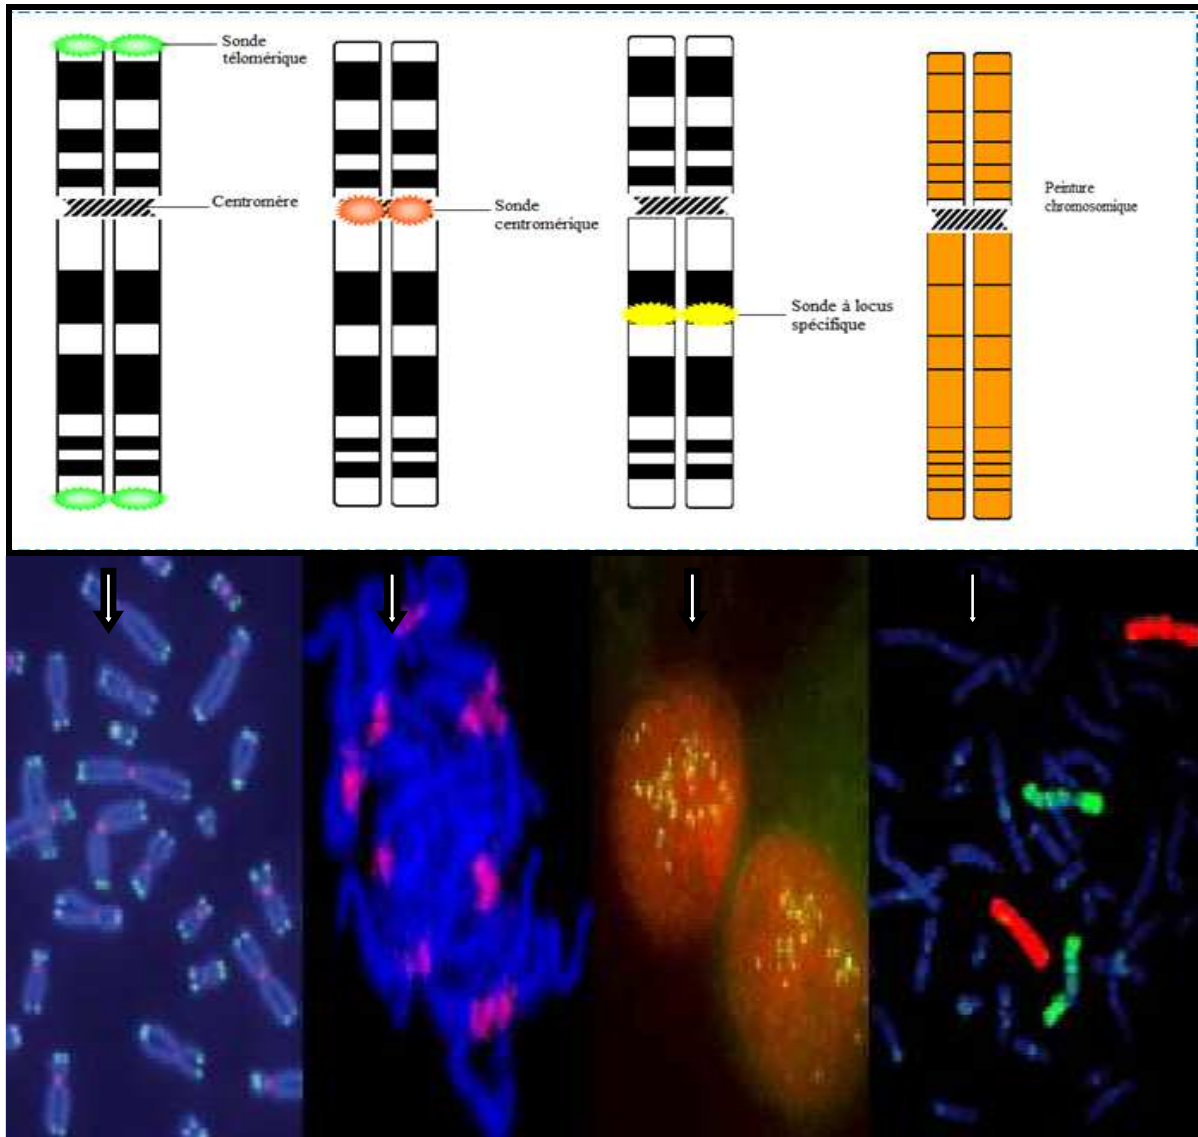 Sonde
télomérique
Centromère
Sonde
centromérique
Sonde à locus
spécifique
Peinture
chromosomique